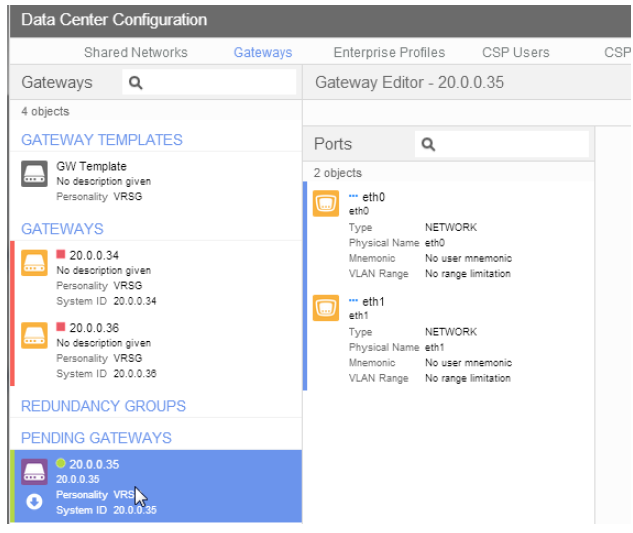 Data Center Configuration
Shared Networks Gateways Enterprise Profiles CSP Users CSP
Gateways
Gateway Editor - 20.0.0.35
4 objects
GATEWAY TEMPLATES
GW Template
No description given
Personality VRSG
GATEWAYS
20.0.0.34
No description given
Personality VRSG
System ID 20.0.0.34
20.0.0.36
No description given
Personality VRSG
System ID 20.0.0.36
REDUNDANCY GROUPS
PENDING GATEWAYS
20.0.0.35
20.0.0.35
Personality VRSG
System ID 20.0.0.35
Ports
2 objects
eth0
eth0
Type NETWORK
Physical Name eth0
Mnemonic No user mnemonic
VLAN Range No range limitation
eth1
eth1
Type NETWORK
Physical Name eth1
Mnemonic No user mnemonic
VLAN Range No range limitation